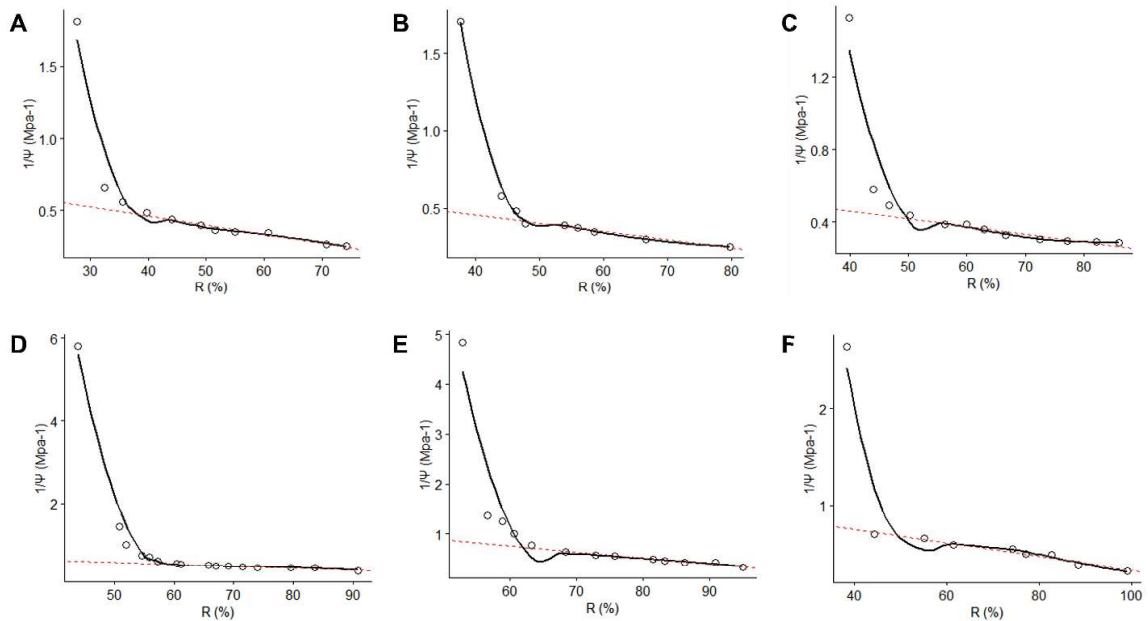 A
1.5
1.0
0.5
1/Ψ (Mpa-1)
30 40 50 60 70
R (%)
B
1.5
1.0
0.5
1/Ψ (Mpa-1)
40 50 60 70 80
R (%)
C
1.2
0.8
0.4
1/Ψ (Mpa-1)
40 50 60 70 80
R (%)
D
6
4
2
1/Ψ (Mpa-1)
50 60 70 80 90
R (%)
E
5
4
3
2
1
1/Ψ (Mpa-1)
60 70 80 90
R (%)
F
2
1
1/Ψ (Mpa-1)
40 60 80 100
R (%)